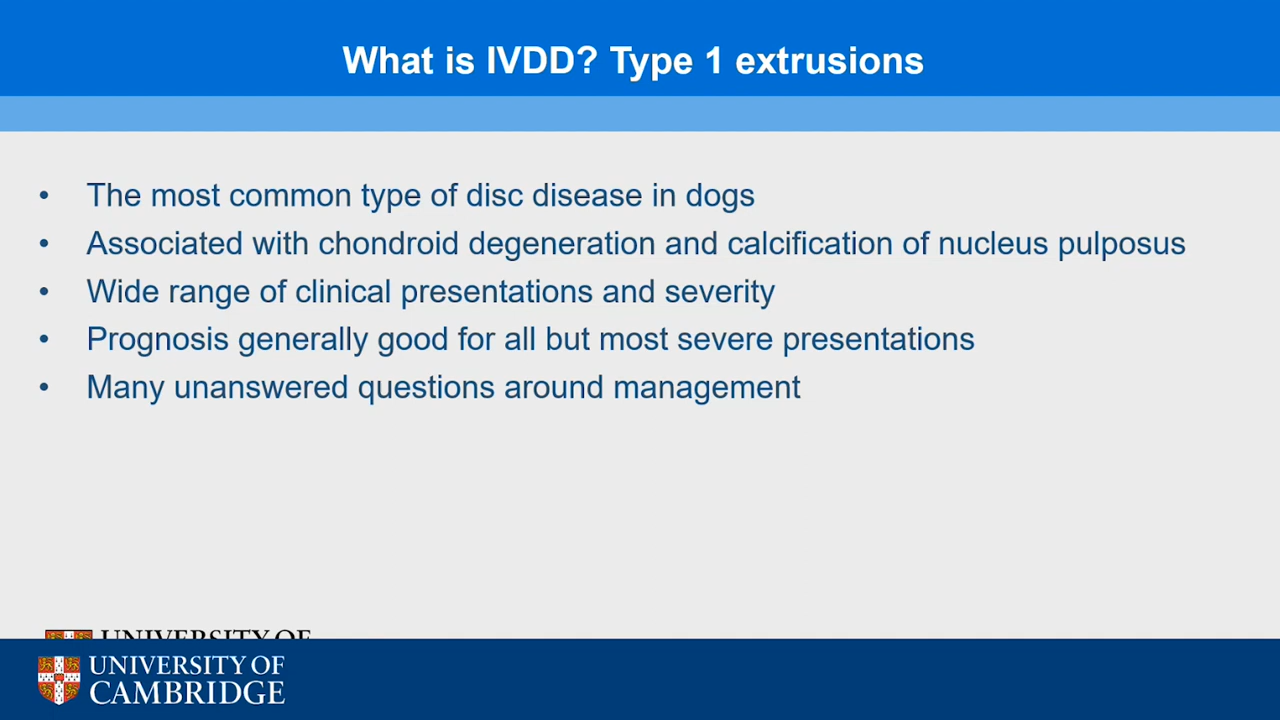 What is IVDD? Type 1 extrusions
• The most common type of disc disease in dogs
• Associated with chondroid degeneration and calcification of nucleus pulposus
• Wide range of clinical presentations and severity
• Prognosis generally good for all but most severe presentations
• Many unanswered questions around management
UNIVERSITY OF
UNIVERSITY OF
CAMBRIDGE